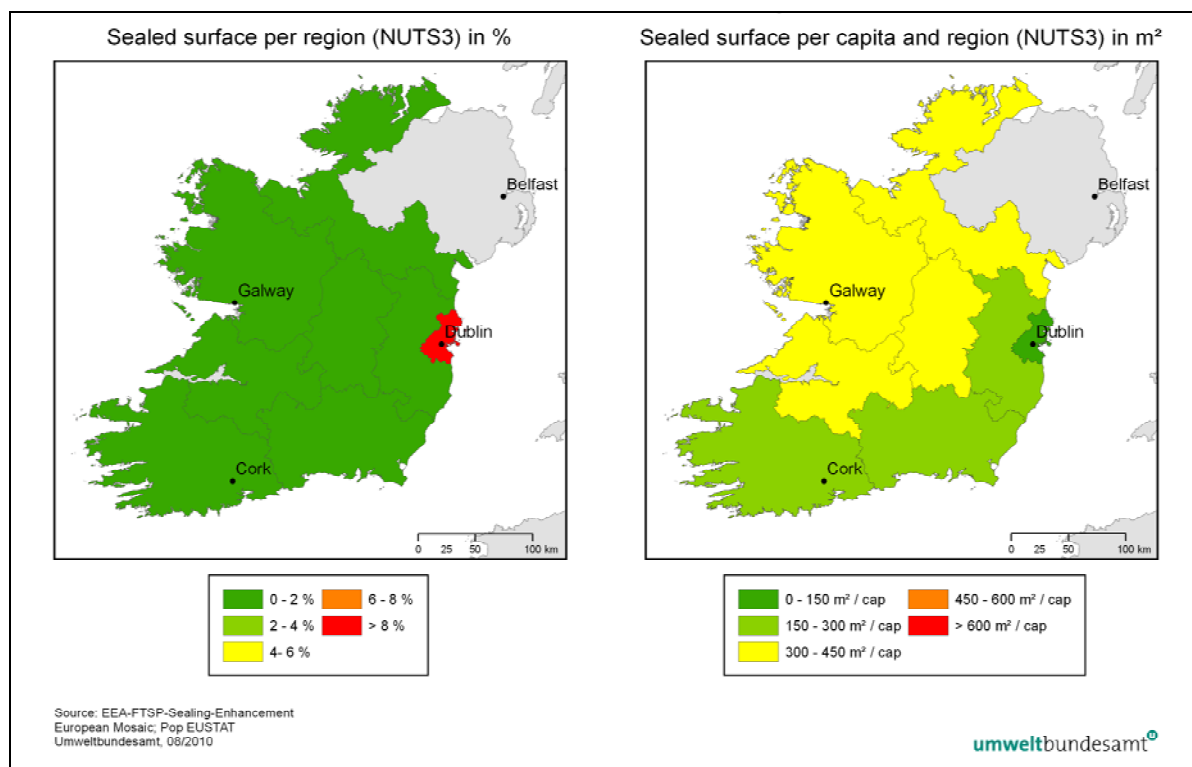 Sealed surface per region (NUTS3) in %
Belfast
Galway
Dublin
Cork
0 25 50 100 km
0 - 2 %
2 - 4 %
4- 6 %
6 - 8 %
> 8 %
Sealed surface per capita and region (NUTS3) in m²
Belfast
Galway
Dublin
Cork
0 25 50 100 km
0 - 150 m² / cap
150 - 300 m² / cap
300 - 450 m² / cap
450 - 600 m² / cap
> 600 m² / cap
Source: EEA-FTSP-Sealing-Enhancement
European Mosaic; Pop EUSTAT
Umweltbundesamt, 08/2010
umweltbundesamt